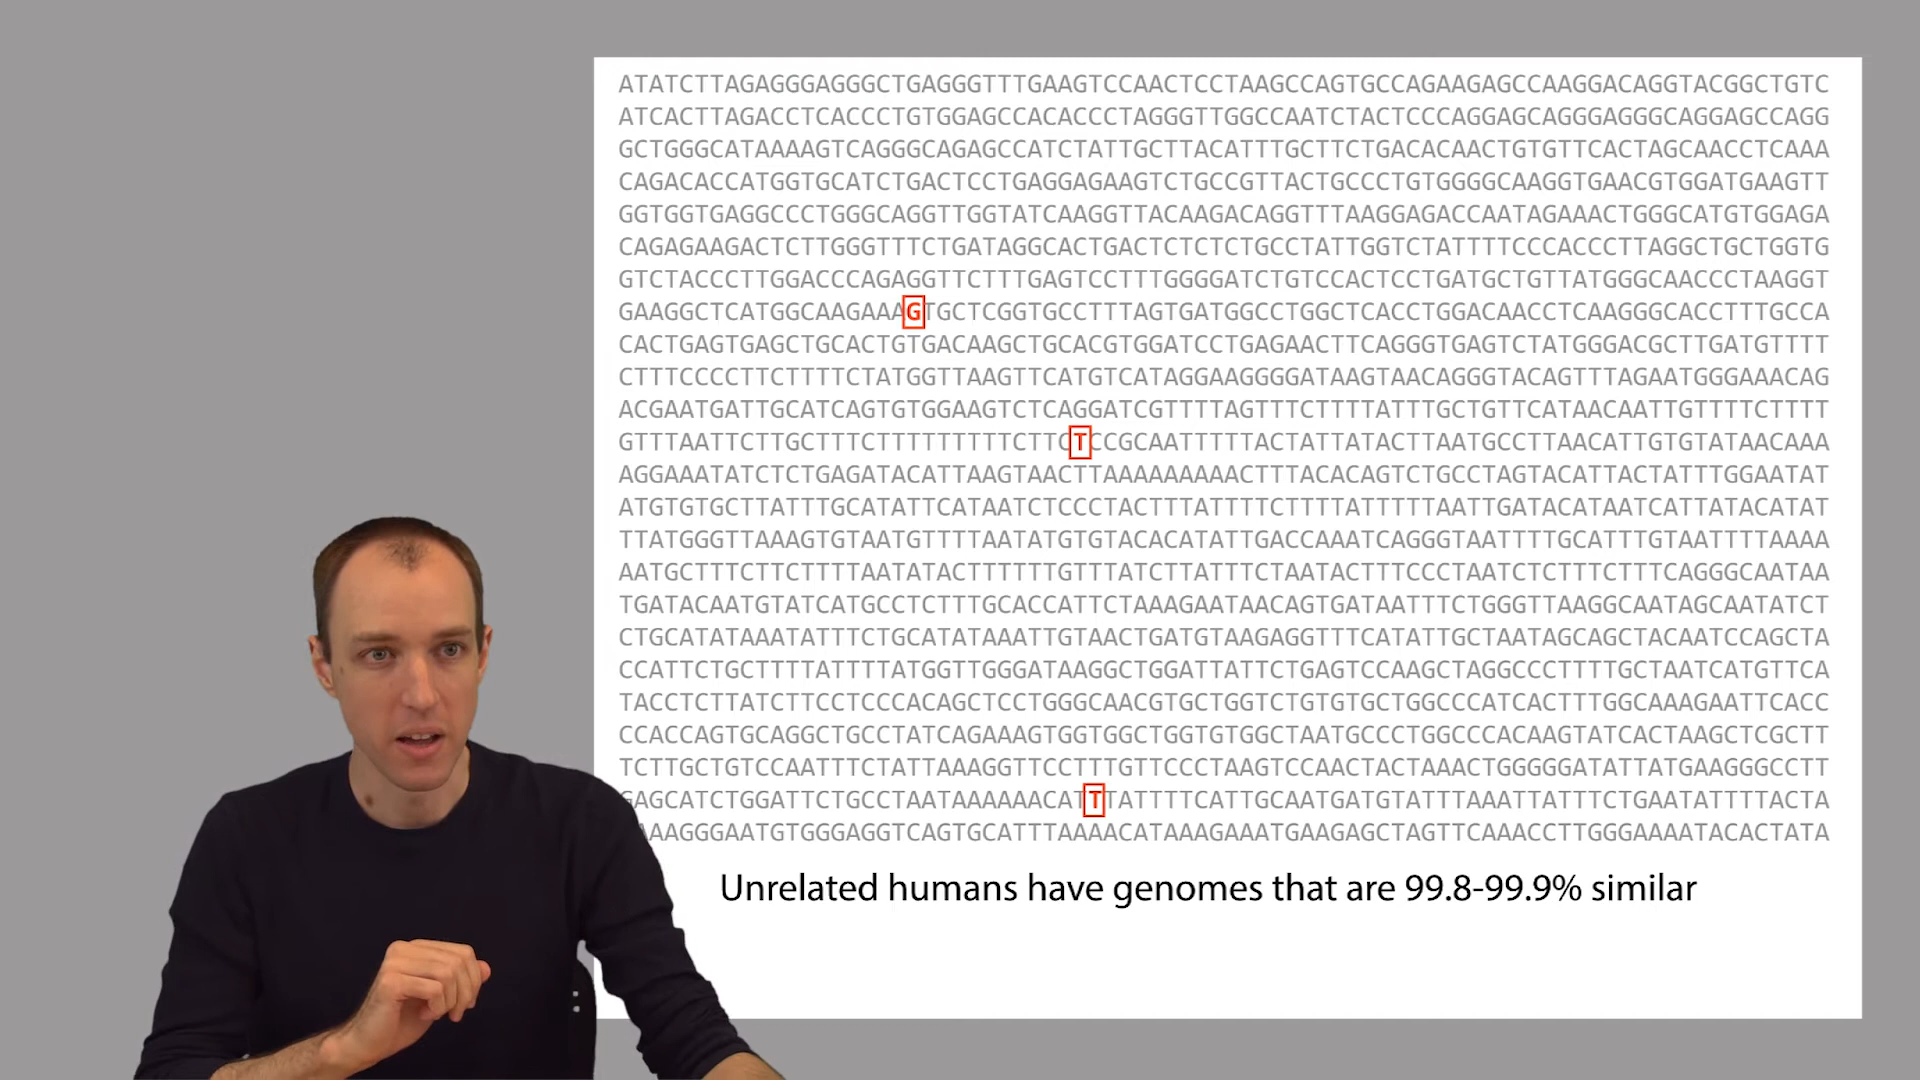 ATATCTTAGAGGGAGGGCTGAGGGTTTGAAGTCCAACTCCTAAGCCAGTGCCAGAAGAGCCAAGGACAGGTACGGCTGTC
ATCACTTAGACCTCACCCTGTGGAGCCACACCCTAGGGTTGGCCAATCTACTCCCAGGAGCAGGGAGGGCAGGAGCCAGG
GCTGGGCATAAAAGTCAGGGCAGAGCCATCTATTGCTTACATTTGCTTCTGACACAACTGTGTTCACTAGCAACCTCAAA
CAGACACCATGGTGCATCTGACTCCTGAGGAGAAGTCTGCCGTTACTGCCCTGTGGGGCAAGGTGAACGTGGATGAAGTT
GGTGGTGAGGCCCTGGGCAGGTTGGTATCAAGGTTACAAGACAGGTTTAAGGAGACCAATAGAAACTGGGCATGTGGAGA
CAGAGAAGACTCTTGGGTTTCTGATAGGCACTGACTCTCTCTGCCTATTGGTCTATTTTCCCACCCTTAGGCTGCTGGTG
GTCTACCCTTGGACCCAGAGGTTCTTTGAGTCCTTTGGGGATCTGTCCACTCCTGATGCTGTTATGGGCAACCCTAAGGT
GAAGGCTCATGGCAAGAAAGTGCTCGGTGCCTTTAGTGATGGCCTGGCTCACCTGGACAACCTCAAGGGCACCTTTGCCA
CACTGAGTGAGCTGCACTGTGACAAGCTGCACGTGGATCCTGAGAACTTCAGGGTGAGTCTATGGGACGCTTGATGTTTT
CTTTCCCCTTCTTTTCTATGGTTAAGTTCATGTCATAGGAAGGGGATAAGTAACAGGGTACAGTTTAGAATGGGAAACAG
ACGAATGATTGCATCAGTGTGGAAGTCTCAGGATCGTTTTAGTTTCTTTTATTTGCTGTTCATAACAATTGTTTTCTTTT
GTTTAATTCTTGCTTTCTTTTTTTTTCTTCTCCGCAATTTTTACTATTATACTTAATGCCTTAACATTGTGTATAACAAA
AGGAAATATCTCTGAGATACATTAAGTAACTTAAAAAAAAACTTTACACAGTCTGCCTAGTACATTACTATTTGGAATAT
ATGTGTGCTTATTTGCATATTCATAATCTCCCTACTTTATTTTCTTTTATTTTTAATTGATACATAATCATTATACATAT
TTATGGGTTAAAGTGTAATGTTTTAATATGTGTACACATATTGACCAAATCAGGGTAATTTTGCATTTGTAATTTTAAAA
AATGCTTTCTTCTTTTAATATACTTTTTTGTTTATCTTATTTCTAATACTTTCCCTAATCTCTTTCTTTCAGGGCAATAA
TGATACAATGTATCATGCCTCTTTGCACCATTCTAAAGAATAACAGTGATAATTTCTGGGTTAAGGCAATAGCAATATCT
CTGCATATAAATATTTCTGCATATAAATTGTAACTGATGTAAGAGGTTTCATATTGCTAATAGCAGCTACAATCCAGCTA
CCATTCTGCTTTTATTTTATGGTTGGGATAAGGCTGGATTATTCTGAGTCCAAGCTAGGCCCTTTTGCTAATCATGTTCA
TACCTCTTATCTTCCTCCCACAGCTCCTGGGCAACGTGCTGGTCTGTGTGCTGGCCCATCACTTTGGCAAAGAATTCACC
CCACCAGTGCAGGCTGCCTATCAGAAAGTGGTGGCTGGTGTGGCTAATGCCCTGGCCCACAAGTATCACTAAGCTCGCTT
TCTTGCTGTCCAATTTCTATTAAAGGTTCCTTTGTTCCCTAAGTCCAACTACTAAACTGGGGGATATTATGAAGGGCCTT
GAGCATCTGGATTCTGCCTAATAAAAAACATTTATTTTCATTGCAATGATGTATTTAAATTATTTCTGAATATTTTACTA
AAAGGGAATGTGGGAGGTCAGTGCATTTAAAACATAAAGAAATGAAGAGCTAGTTCAAACCTTGGGAAAATACACTATA
Unrelated humans have genomes that are 99.8-99.9% similar